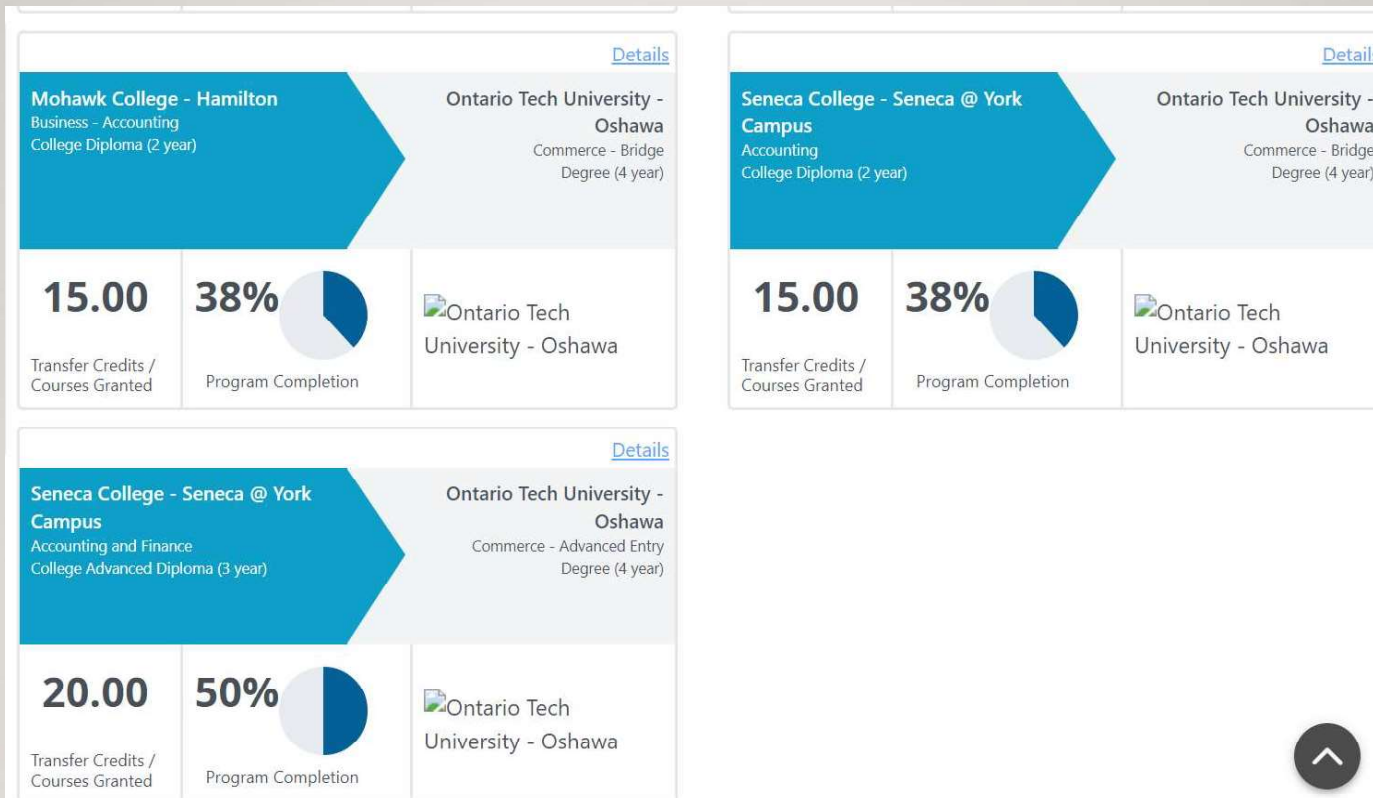 Details
Mohawk College - Hamilton
Business - Accounting
College Diploma (2 year)
Ontario Tech University -
Oshawa
Commerce - Bridge
Degree (4 year)
15.00
Transfer Credits /
Courses Granted
38%
Program Completion
Ontario Tech
University - Oshawa
Details
Seneca College - Seneca @ York
Campus
Accounting
College Diploma (2 year)
Ontario Tech University -
Oshawa
Commerce - Bridge
Degree (4 year)
15.00
Transfer Credits /
Courses Granted
38%
Program Completion
Ontario Tech
University - Oshawa
Details
Seneca College - Seneca @ York
Campus
Accounting and Finance
College Advanced Diploma (3 year)
Ontario Tech University -
Oshawa
Commerce - Advanced Entry
Degree (4 year)
20.00
Transfer Credits /
Courses Granted
50%
Program Completion
Ontario Tech
University - Oshawa